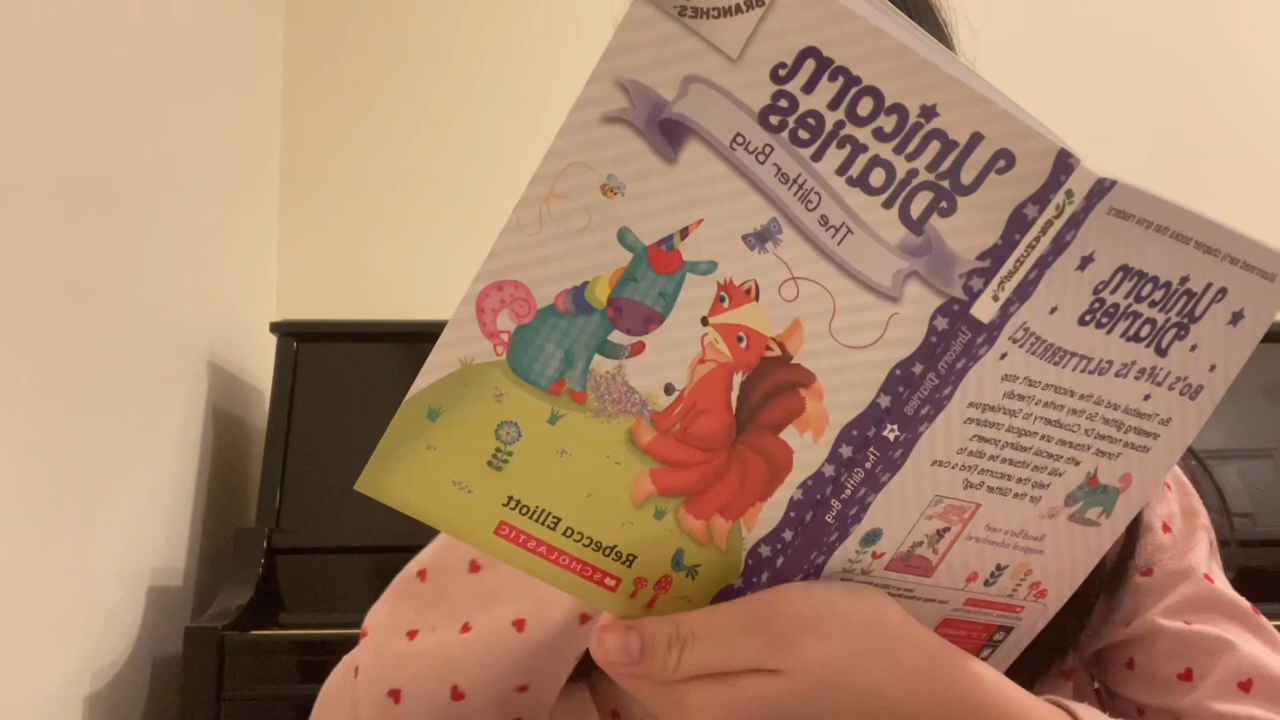 BRANCHES
Unicorn
Diaries
The Glitter Bug
Rebecca Elliott
SCHOLASTIC
Unicorn Diaries
The Glitter Bug
Unicorn
Diaries
BO'S LIFE IS GLITTERRIFIC!
Bo Tinseltail and all the unicorns can't stop
sneezing glitter! So they invite a friendly
kitsune named Dr. Cloudberry to Sparklegrove
Forest. Kitsunes are magical creatures
with special healing powers.
Will the kitsune be able to
help the unicorns find a cure
for the Glitter Bug?
Read Bo's next
magical adventure!